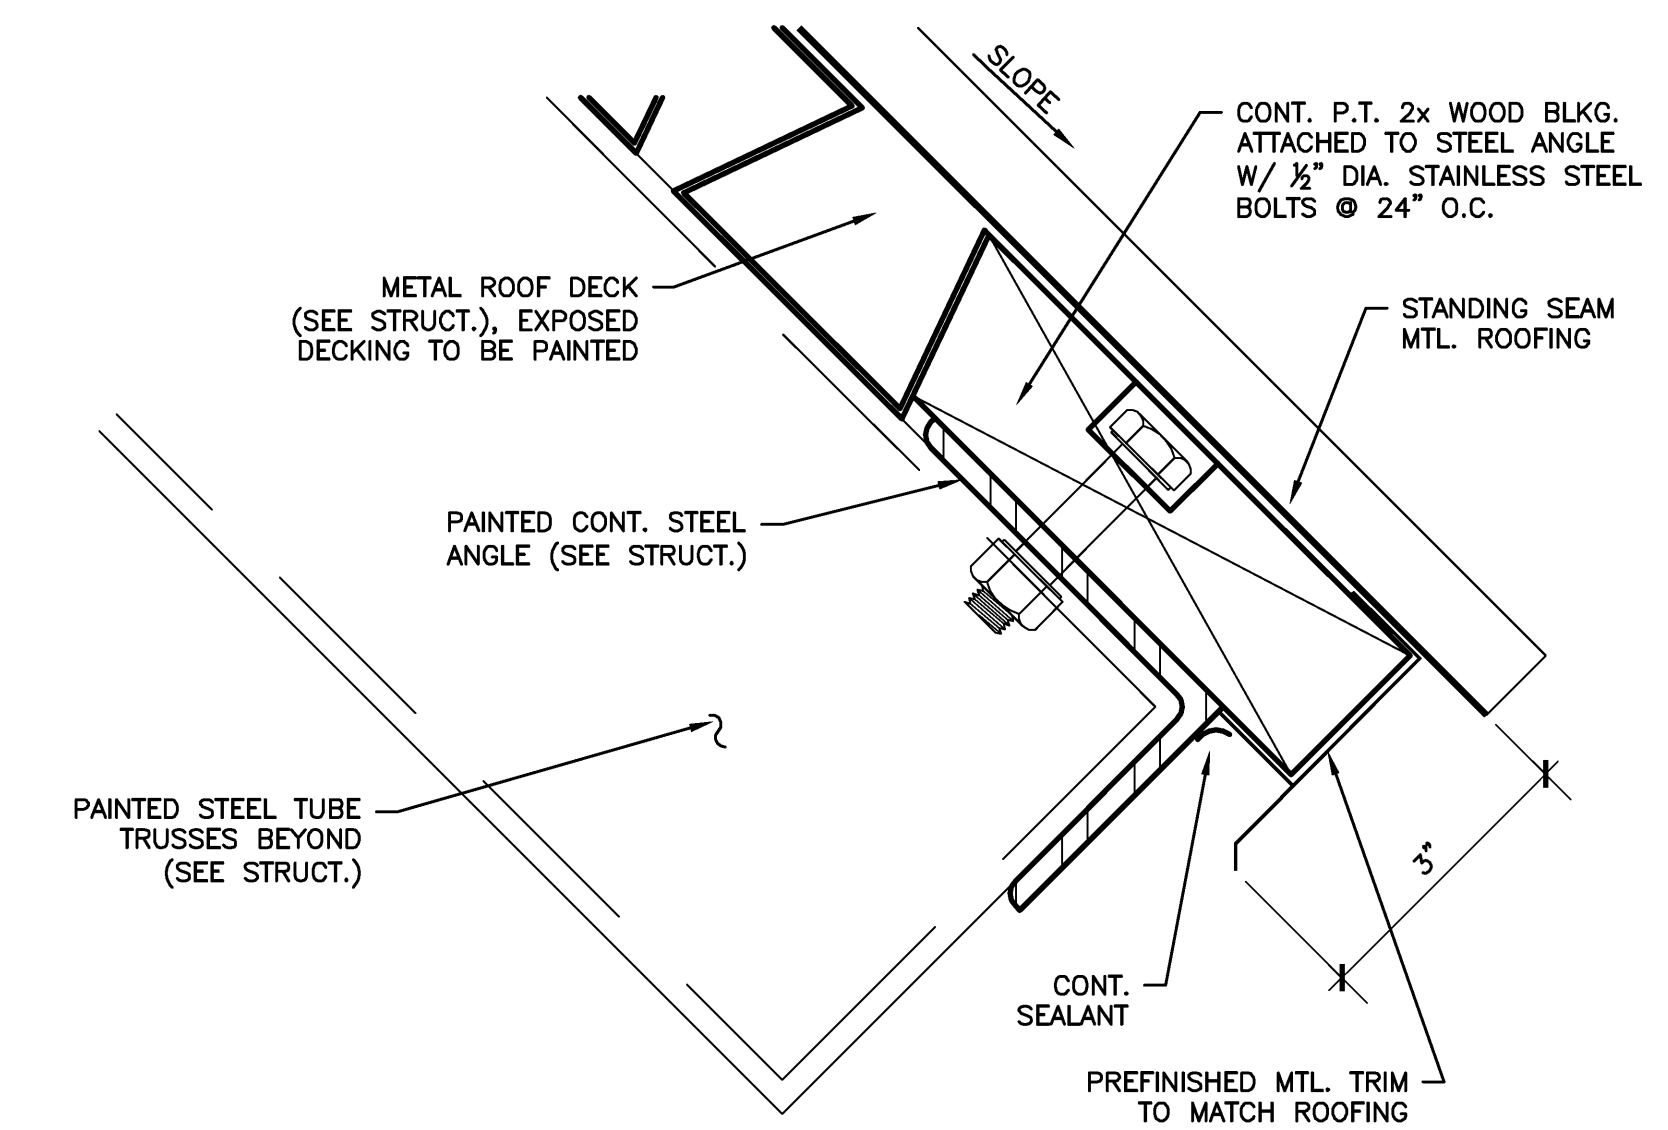 SLOPE
CONT. P.T. 2x WOOD BLKG.
ATTACHED TO STEEL ANGLE
W/ ½" DIA. STAINLESS STEEL
BOLTS @ 24" O.C.
METAL ROOF DECK
(SEE STRUCT.), EXPOSED
DECKING TO BE PAINTED
STANDING SEAM
MTL. ROOFING
PAINTED CONT. STEEL
ANGLE (SEE STRUCT.)
PAINTED STEEL TUBE
TRUSSES BEYOND
(SEE STRUCT.)
3"
CONT.
SEALANT
PREFINISHED MTL. TRIM
TO MATCH ROOFING